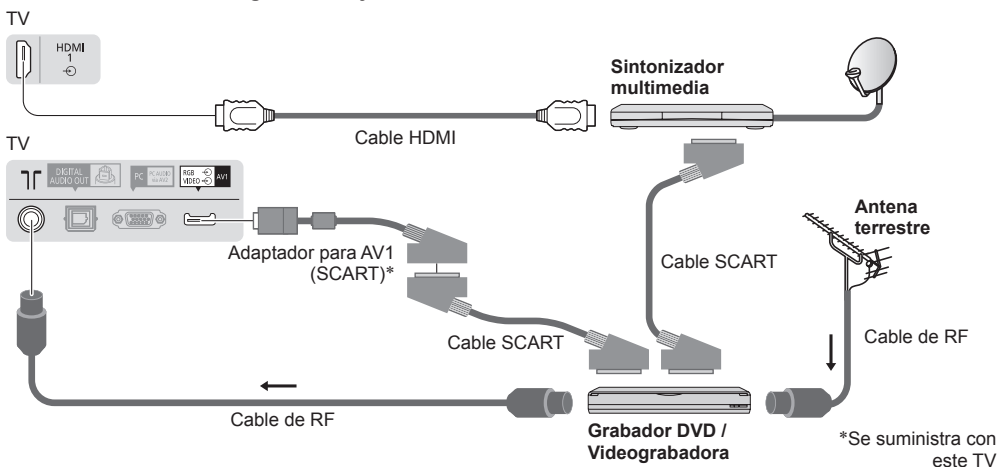 TV
HDMI
1
Sintonizador
multimedia
Cable HDMI
TV
DIGITAL
AUDIO OUT
PC
PC AUDIO
RGB
VIDEO
AV1
Antena
terrestre
Adaptador para AV1
(SCART)*
Cable SCART
Cable SCART
Cable de RF
Cable de RF
Grabador DVD /
Videograbadora
*Se suministra con
este TV